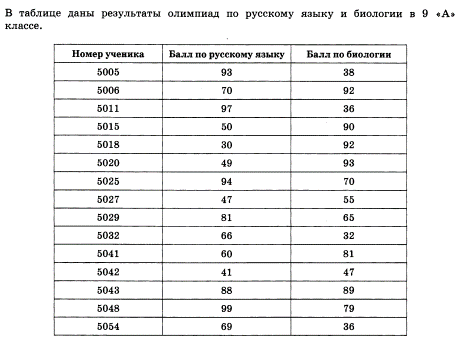 В таблице даны результаты олимпиад по русскому языку и биологии в 9 «А»
классе.
Номер ученика Балл по русскому языку Балл по биологии
5005 93 38
5006 70 92
5011 97 36
5015 50 90
5018 30 92
5020 49 93
5025 94 70
5027 47 55
5029 81 65
5032 66 32
5041 60 81
5042 41 47
5043 88 89
5048 99 79
5054 69 36